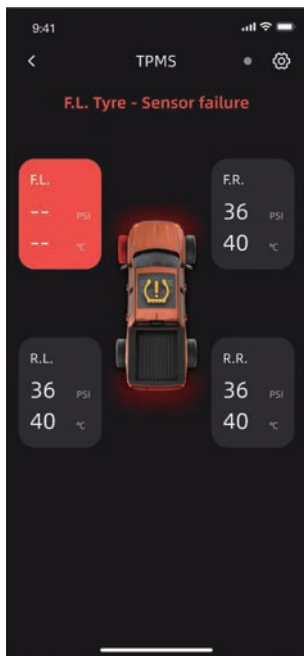 9:41
TPMS
F.L. Tyre - Sensor failure
F.L.
-- PSI
-- ℃
F.R.
36 PSI
40 ℃
R.L.
36 PSI
40 ℃
R.R.
36 PSI
40 ℃